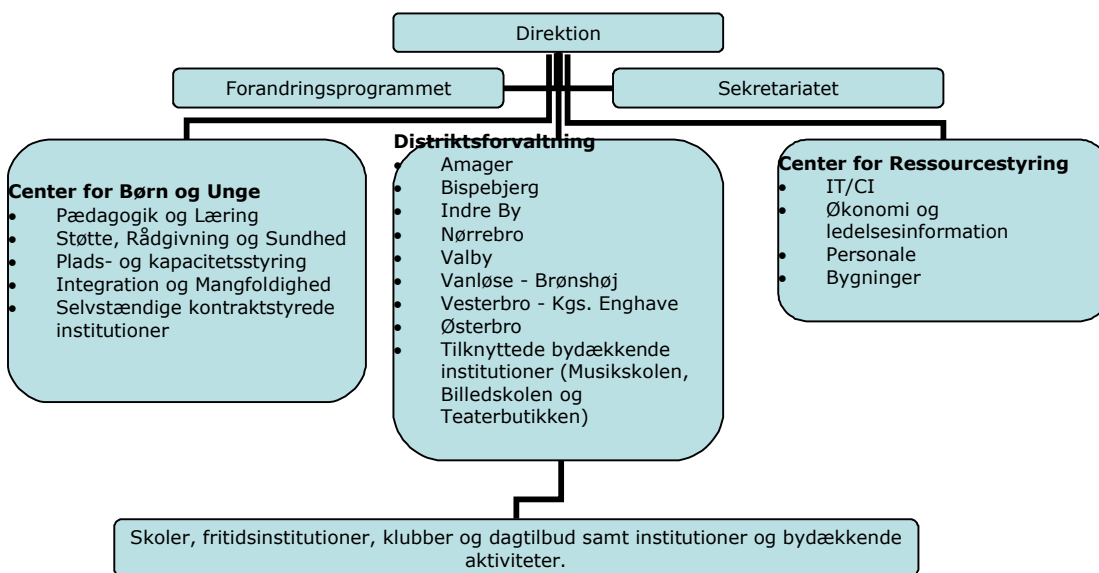 Direktion
Forandringsprogrammet
Sekretariatet
Center for Børn og Unge
• Pædagogik og Læring
• Støtte, Rådgivning og Sundhed
• Plads- og kapacitetsstyring
• Integration og Mangfoldighed
• Selvstændige kontraktstyrede
institutioner
Distriktsforvaltning
• Amager
• Bispebjerg
• Indre By
• Nørrebro
• Valby
• Vanløse - Brønshøj
• Vesterbro - Kgs. Enghave
• Østerbro
• Tilknyttede bydækkende
institutioner (Musikskolen,
Billedskolen og
Teaterbutikken)
Center for Ressourcestyring
• IT/CI
• Økonomi og
ledelsesinformation
• Personale
• Bygninger
Skoler, fritidsinstitutioner, klubber og dagtilbud samt institutioner og bydækkende
aktiviteter.